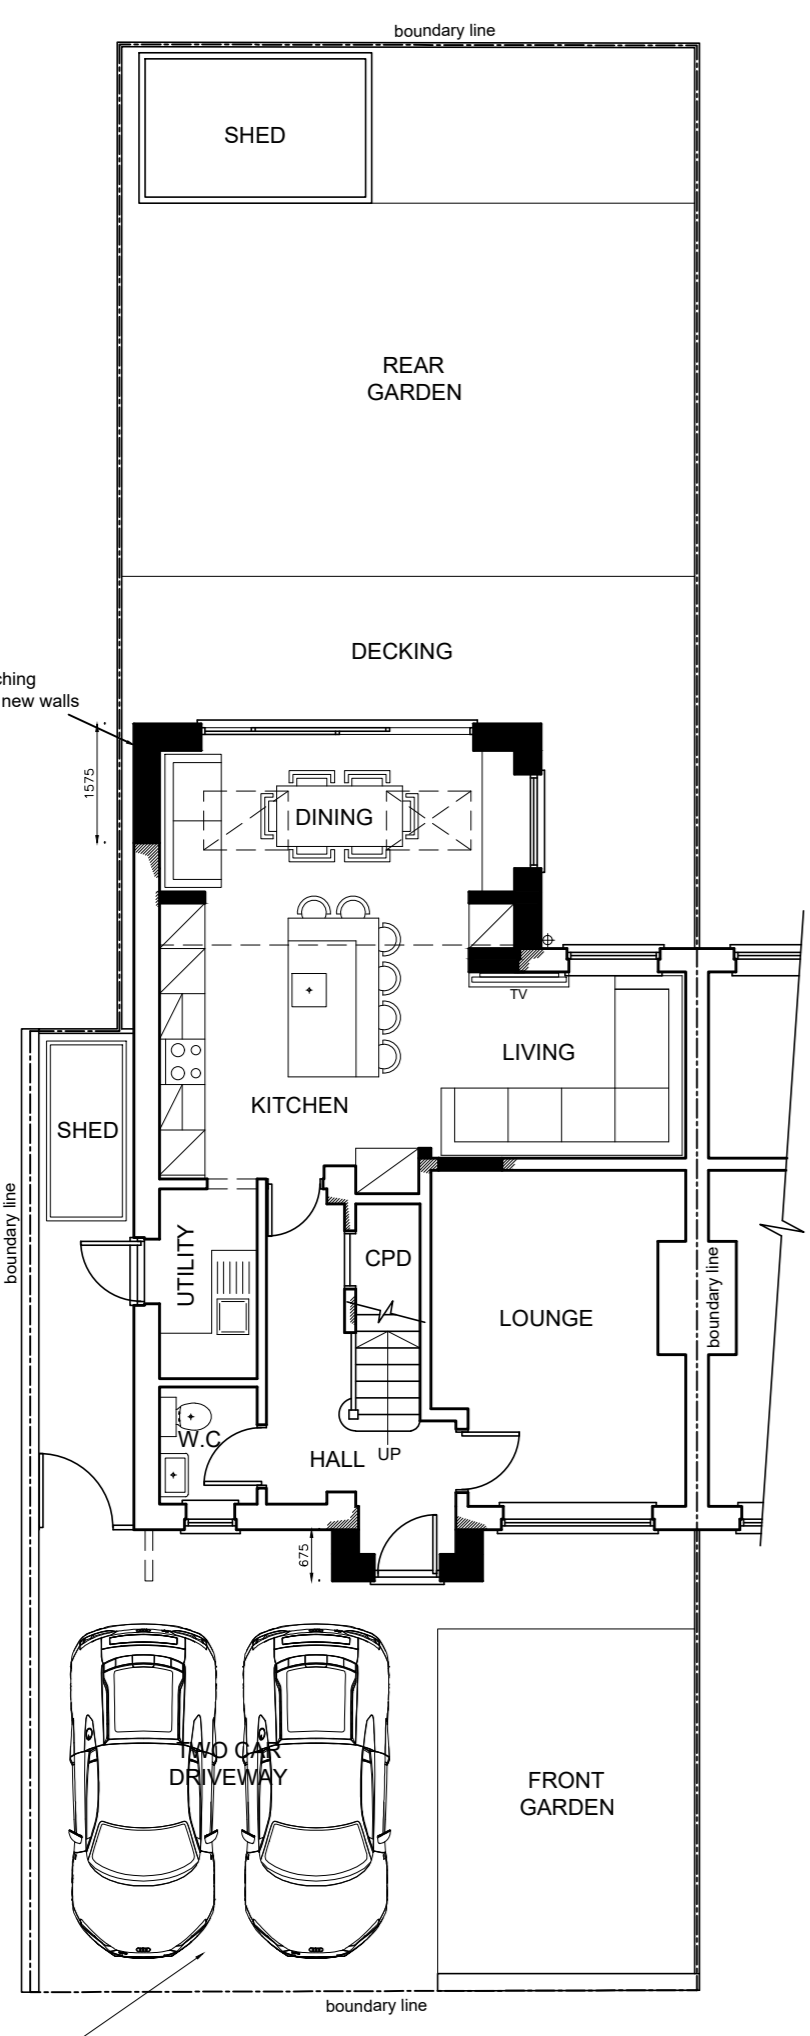 boundary line
SHED
REAR
GARDEN
DECKING
ching
new walls
1575
DINING
TV
LIVING
KITCHEN
SHED
boundary line
UTILITY
CPD
LOUNGE
boundary line
W.C
HALL
UP
675
TWO CAR
DRIVEWAY
FRONT
GARDEN
boundary line